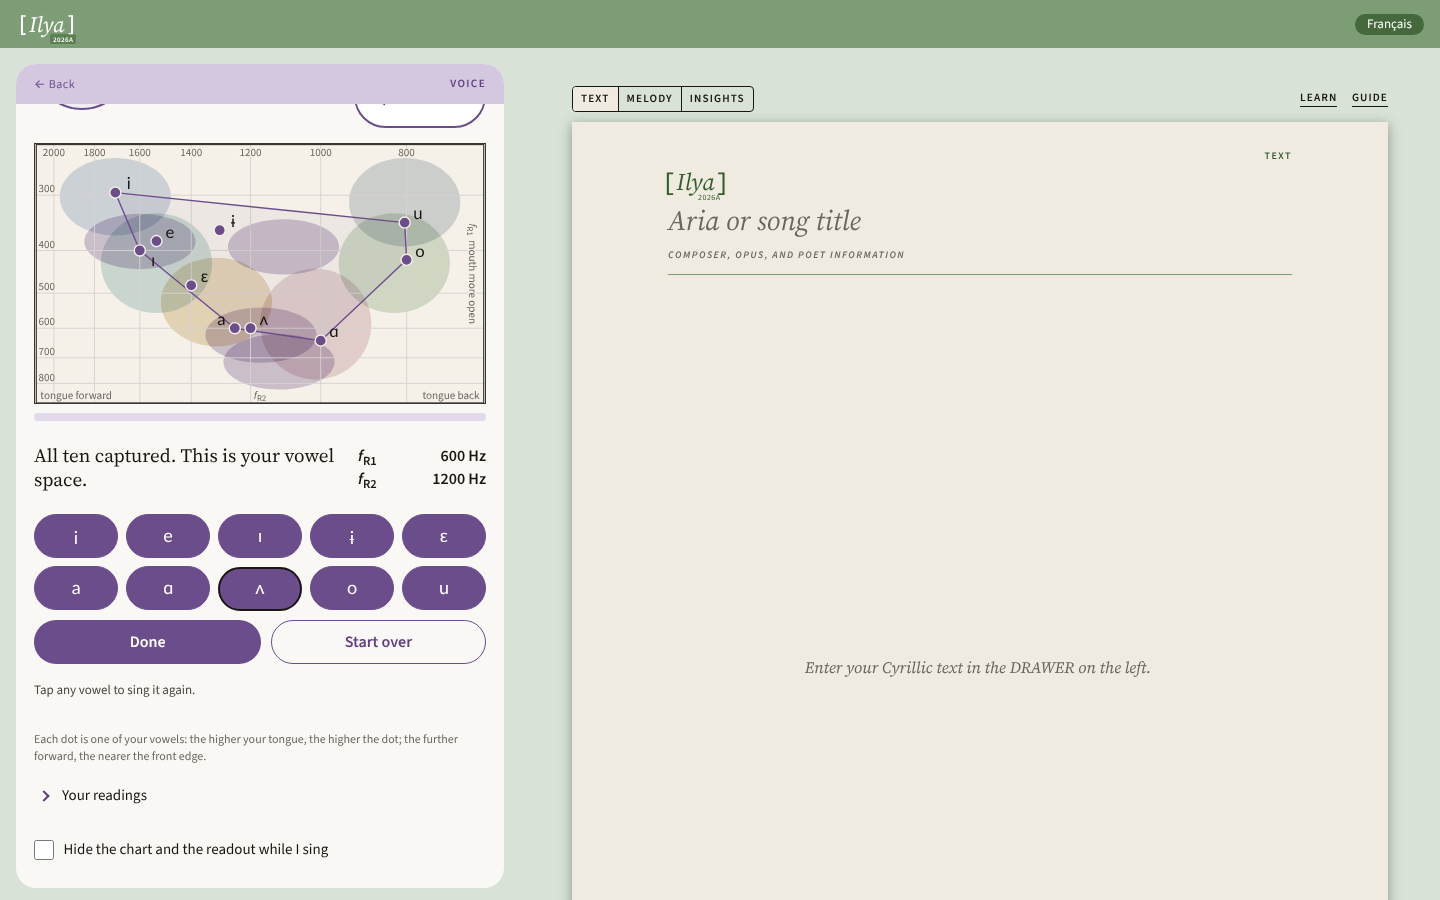 [Ilya]
2026A
Français
← Back
VOICE
2000 1800 1600 1400 1200 1000 800
300
400
500
600
700
800
i
e
ɪ
ɨ
ɛ
a
ʌ
ɑ
u
o
fR1 mouth more open
tongue forward
fR2
tongue back
All ten captured. This is your vowel
space.
fR1 600 Hz
fR2 1200 Hz
i e ɪ ɨ ɛ
a ɑ ʌ o u
Done
Start over
Tap any vowel to sing it again.
Each dot is one of your vowels: the higher your tongue, the higher the dot; the further
forward, the nearer the front edge.
Your readings
Hide the chart and the readout while I sing
TEXT MELODY INSIGHTS
LEARN GUIDE
TEXT
[Ilya]
2026A
Aria or song title
COMPOSER, OPUS, AND POET INFORMATION
Enter your Cyrillic text in the DRAWER on the left.